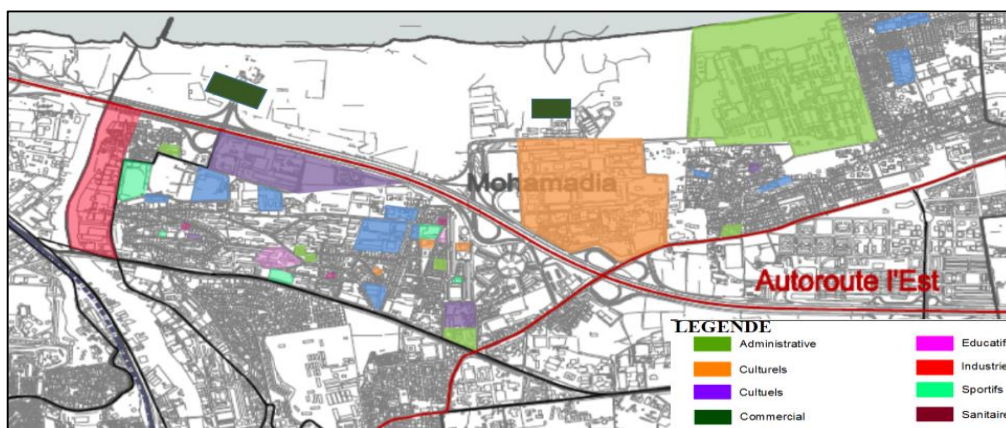 Mohamadia
Autoroute l'Est
LEGENDE
Administrative
Culturels
Cultuels
Commercial
Educatif
Industrie
Sportifs
Sanitaire